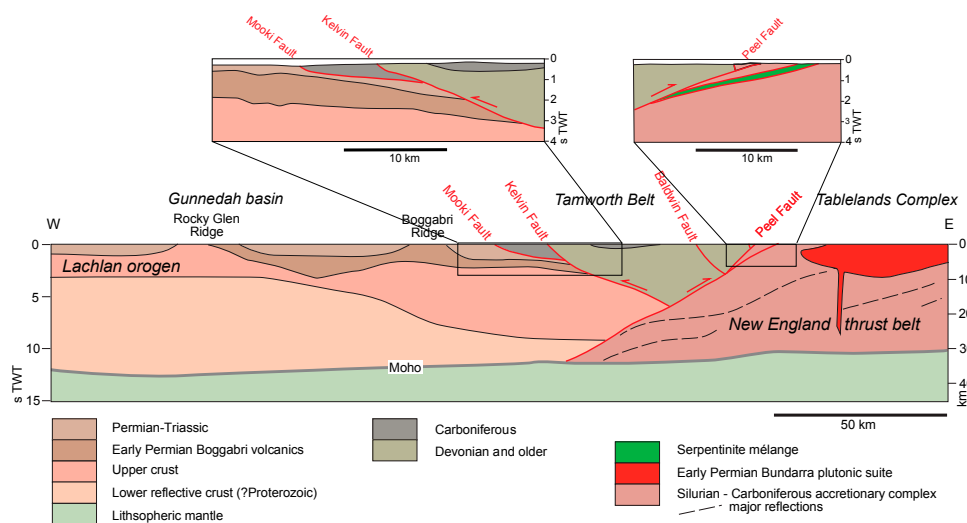 Mooki Fault
Kelvin Fault
0
1
2
3
4
s TWT
10 km
Peel Fault
0
1
2
3
4
s TWT
10 km
Gunnedah basin
Tamworth Belt
Tablelands Complex
W
Rocky Glen
Ridge
Boggabri
Ridge
Mooki Fault
Kelvin Fault
Baldwin Fault
Peel Fault
E
0
5
10
15
s TWT
Lachlan orogen
New England thrust belt
Moho
0
10
20
30
40
km
50 km
Permian-Triassic
Early Permian Boggabri volcanics
Upper crust
Lower reflective crust (?Proterozoic)
Lithsopheric mantle
Carboniferous
Devonian and older
Serpentinite mélange
Early Permian Bundarra plutonic suite
Silurian - Carboniferous accretionary complex
major reflections